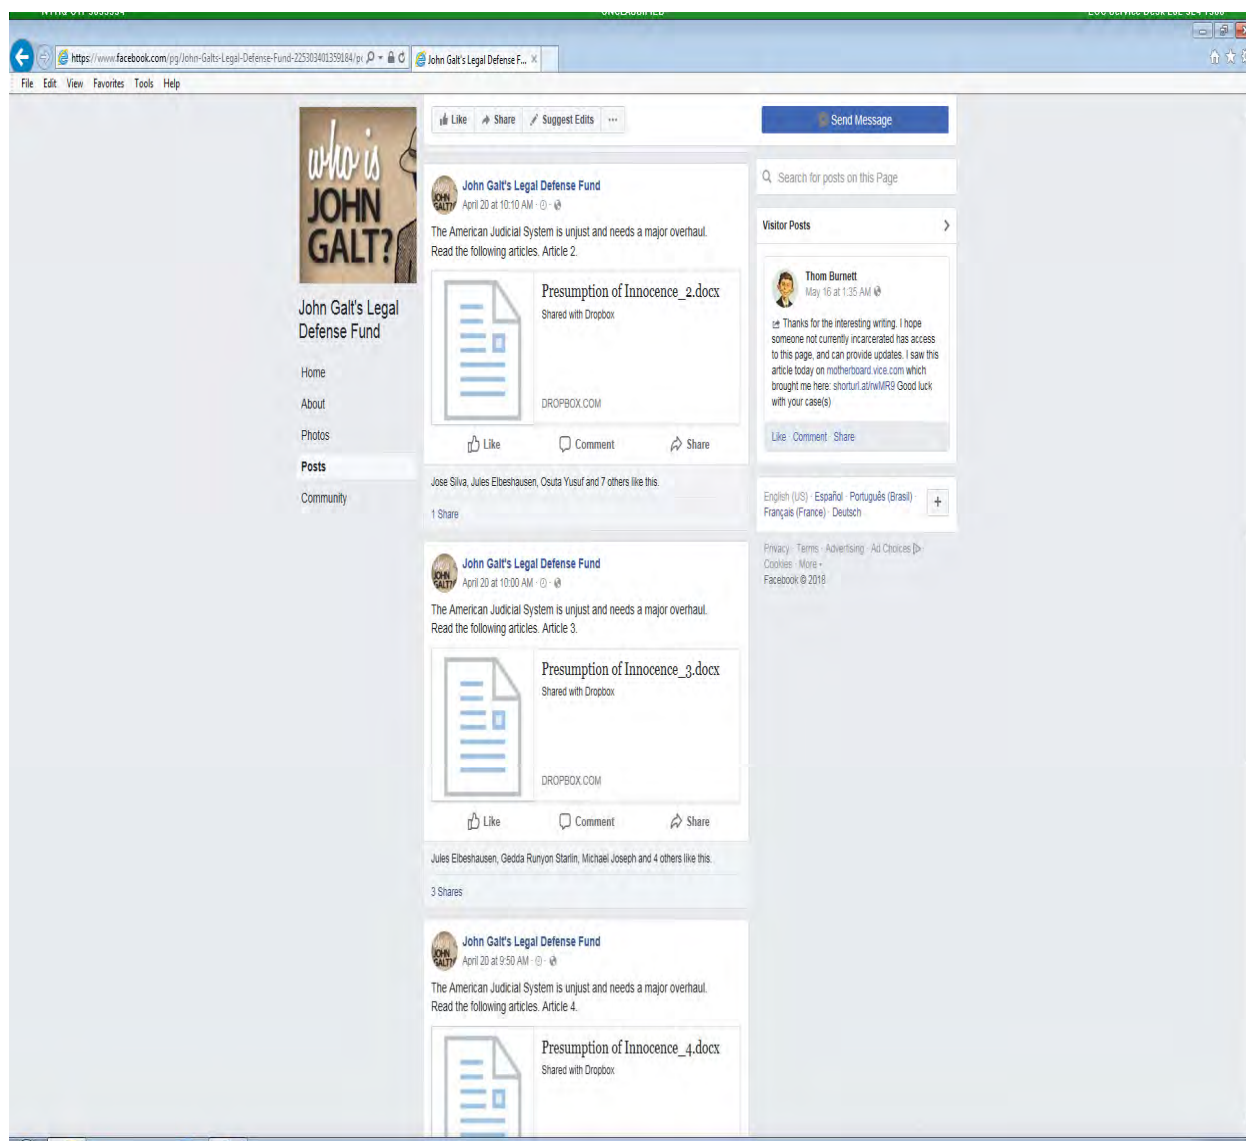 UNCLASSIFIED
https://www.facebook.com/pg/John-Galts-Legal-Defense-Fund-225303401359184/po
John Galt's Legal Defense F...
File Edit View Favorites Tools Help
who is
JOHN
GALT?
John Galt's Legal
Defense Fund
Home
About
Photos
Posts
Community
Like Share Suggest Edits ...
John Galt's Legal Defense Fund
April 20 at 10:10 AM
The American Judicial System is unjust and needs a major overhaul.
Read the following articles. Article 2.
Presumption of Innocence_2.docx
Shared with Dropbox
DROPBOX.COM
Like Comment Share
Jose Silva, Jules Elbeshausen, Osuta Yusuf and 7 others like this.
1 Share
John Galt's Legal Defense Fund
April 20 at 10:00 AM
The American Judicial System is unjust and needs a major overhaul.
Read the following articles. Article 3.
Presumption of Innocence_3.docx
Shared with Dropbox
DROPBOX.COM
Like Comment Share
Jules Elbeshausen, Gedda Runyon Starlin, Michael Joseph and 4 others like this.
3 Shares
John Galt's Legal Defense Fund
April 20 at 9:50 AM
The American Judicial System is unjust and needs a major overhaul.
Read the following articles. Article 4.
Presumption of Innocence_4.docx
Shared with Dropbox
Send Message
Search for posts on this Page
Visitor Posts
Thom Burnett
May 16 at 1:35 AM
Thanks for the interesting writing. I hope
someone not currently incarcerated has access
to this page, and can provide updates. I saw this
article today on motherboard.vice.com which
brought me here: shorturl.at/rwMR9 Good luck
with your case(s)
Like · Comment · Share
English (US) · Español · Português (Brasil) ·
Français (France) · Deutsch
Privacy · Terms · Advertising · Ad Choices
Cookies · More
Facebook © 2018